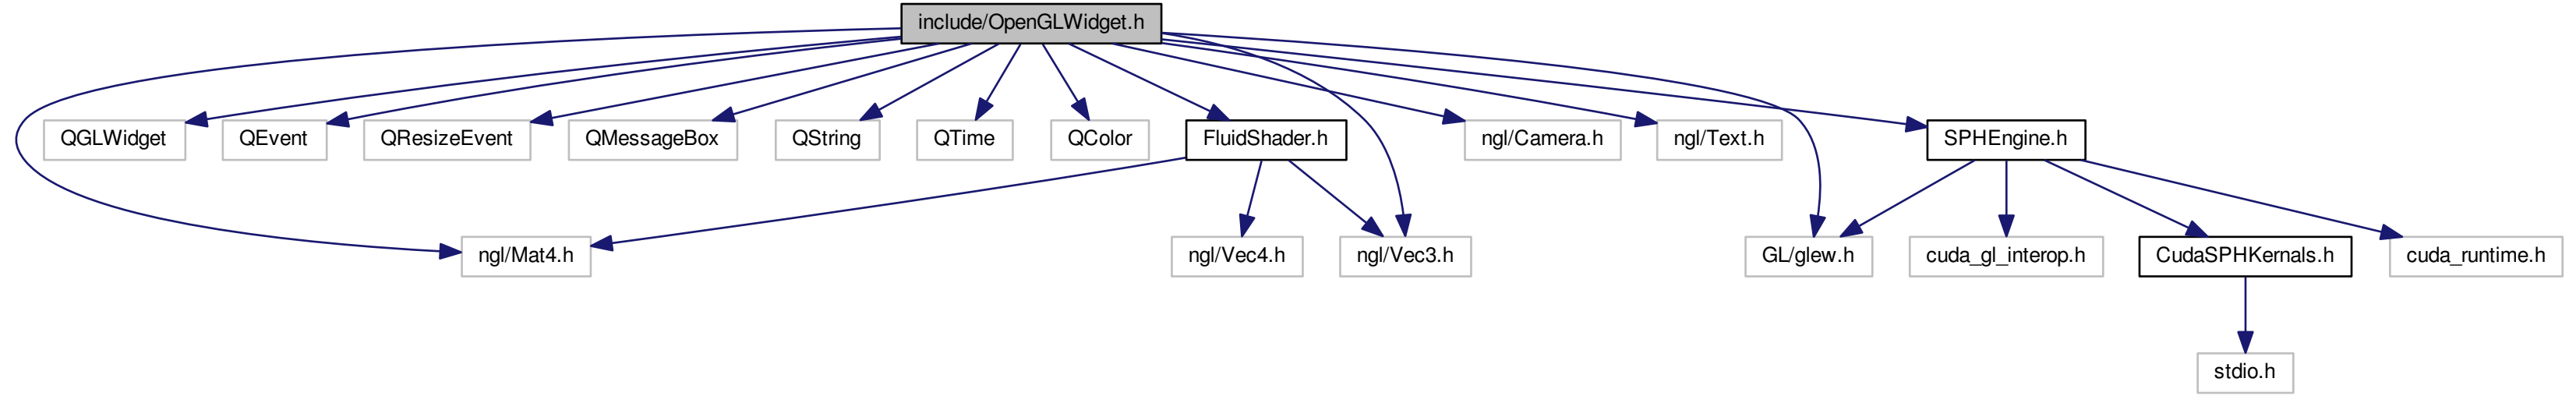 include/OpenGLWidget.h
QGLWidget
QEvent
QResizeEvent
QMessageBox
QString
QTime
QColor
FluidShader.h
ngl/Camera.h
ngl/Text.h
SPHEngine.h
ngl/Mat4.h
ngl/Vec4.h
ngl/Vec3.h
GL/glew.h
cuda_gl_interop.h
CudaSPHKernals.h
cuda_runtime.h
stdio.h